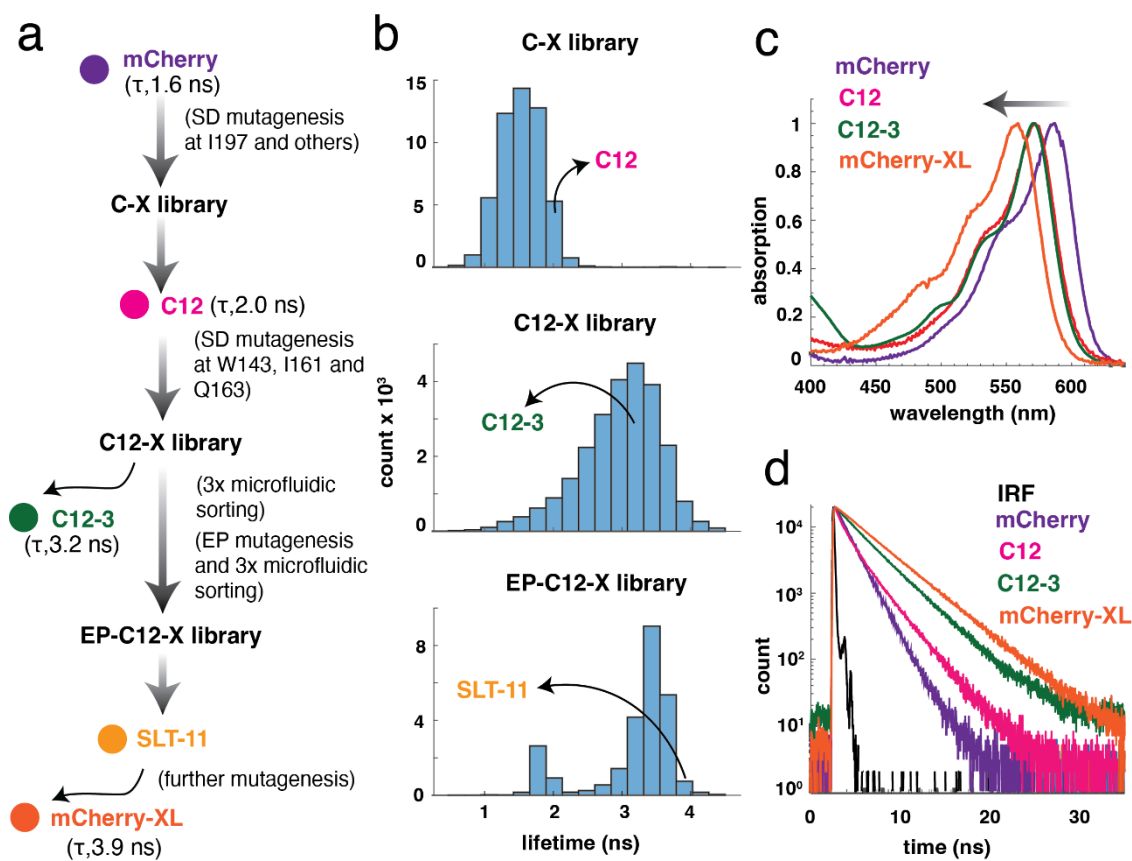 a
mCherry
(τ,1.6 ns)
(SD mutagenesis
at I197 and others)
C-X library
C12 (τ,2.0 ns)
(SD mutagenesis
at W143, I161 and
Q163)
C12-X library
(3x microfluidic
sorting)
C12-3
(τ,3.2 ns)
(EP mutagenesis
and 3x microfluidic
sorting)
EP-C12-X library
SLT-11
(further mutagenesis)
mCherry-XL
(τ,3.9 ns)
b
C-X library
15
10
5
0
C12
C12-X library
count x 10³
4
2
0
C12-3
EP-C12-X library
8
4
0
SLT-11
1 2 3 4
lifetime (ns)
c
mCherry
C12
C12-3
mCherry-XL
absorption
1
0.8
0.6
0.4
0.2
0
400 450 500 550 600
wavelength (nm)
d
IRF
mCherry
C12
C12-3
mCherry-XL
count
10⁴
10³
10²
10¹
10⁰
0 10 20 30
time (ns)